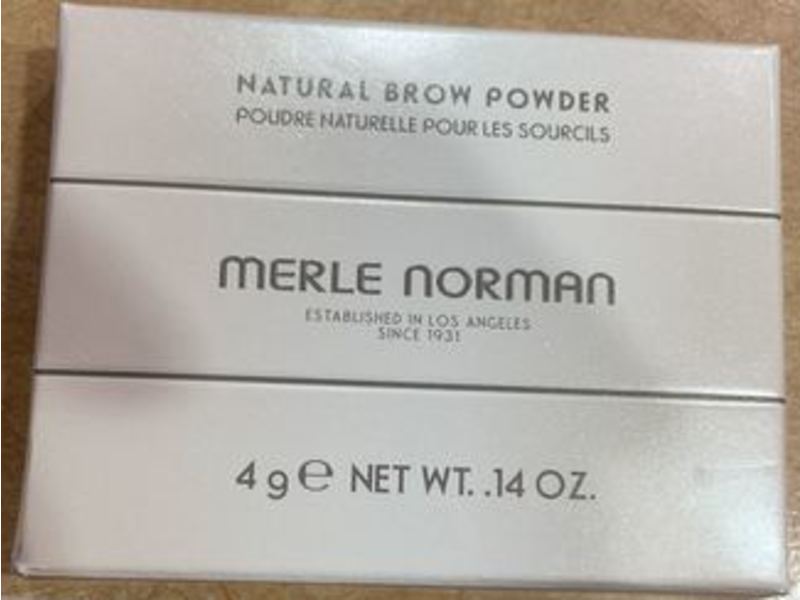 NATURAL BROW POWDER
POUDRE NATURELLE POUR LES SOURCILS
MERLE NORMAN
ESTABLISHED IN LOS ANGELES
SINCE 1931
4 g ℮ NET WT. .14 OZ.